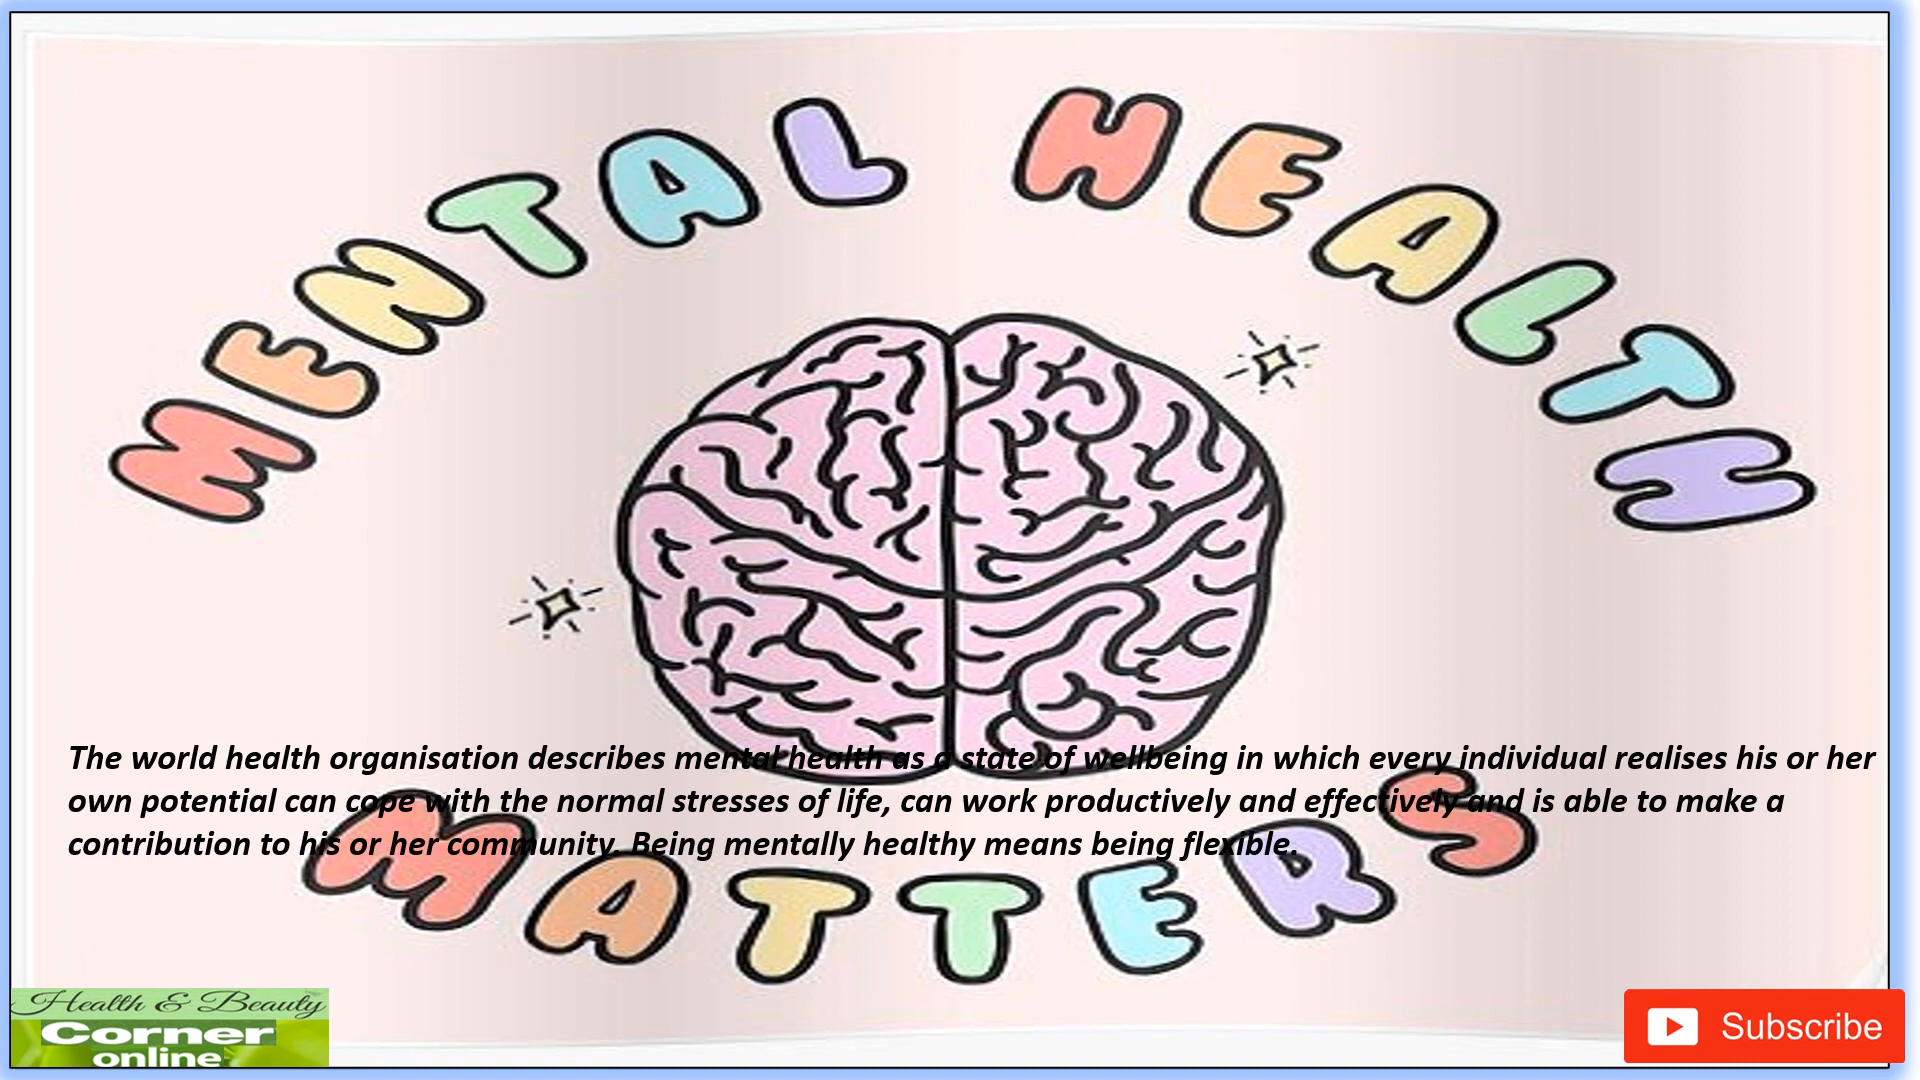 MENTAL HEALTH
The world health organisation describes mental health as a state of wellbeing in which every individual realises his or her
own potential can cope with the normal stresses of life, can work productively and effectively and is able to make a
contribution to his or her community. Being mentally healthy means being flexible.
MATTERS
Health & Beauty
Corner
online
Subscribe